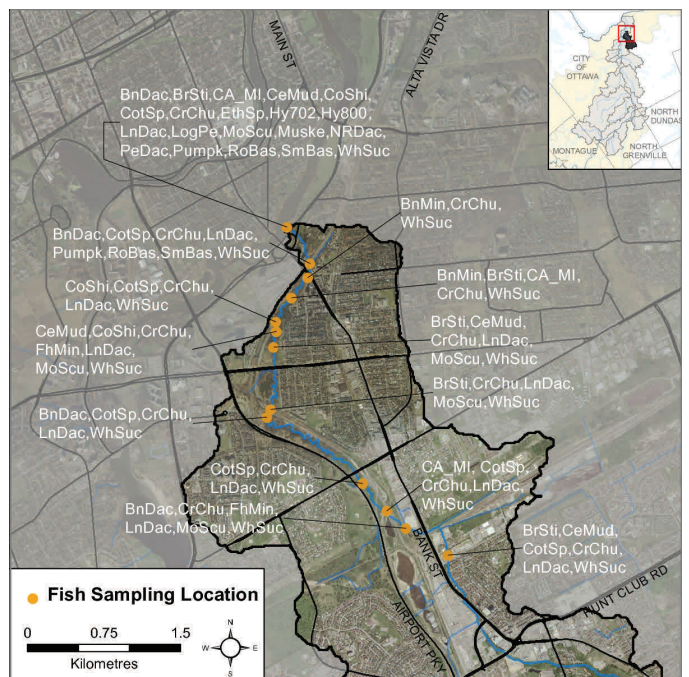 MAIN ST
ALTA VISTA DR
CITY
OF
OTTAWA
NORTH
DUNDAS
MONTAGUE
NORTH
GRENVILLE
BnDac,BrSti,CA_MI,CeMud,CoShi,
CotSp,CrChu,EthSp,Hy702,Hy800,
LnDac,LogPe,MoScu,Muske,NRDac,
PeDac,Pumpk,RoBas,SmBas,WhSuc
BnMin,CrChu,
WhSuc
BnDac,CotSp,CrChu,LnDac,
Pumpk,RoBas,SmBas,WhSuc
BnMin,BrSti,CA_MI,
CrChu,WhSuc
CoShi,CotSp,CrChu,
LnDac,WhSuc
BrSti,CeMud,
CrChu,LnDac,
MoScu,WhSuc
CeMud,CoShi,CrChu,
FhMin,LnDac,
MoScu,WhSuc
BrSti,CrChu,LnDac,
MoScu,WhSuc
BnDac,CotSp,CrChu,
LnDac,WhSuc
CotSp,CrChu,
LnDac,WhSuc
CA_MI, CotSp,
CrChu,LnDac,
WhSuc
BnDac,CrChu,FhMin,
LnDac,MoScu,WhSuc
BANK ST
BrSti,CeMud,
CotSp,CrChu,
LnDac,WhSuc
HUNT CLUB RD
AIRPORT PKY
Fish Sampling Location
0 0.75 1.5
Kilometres
N
W E
S